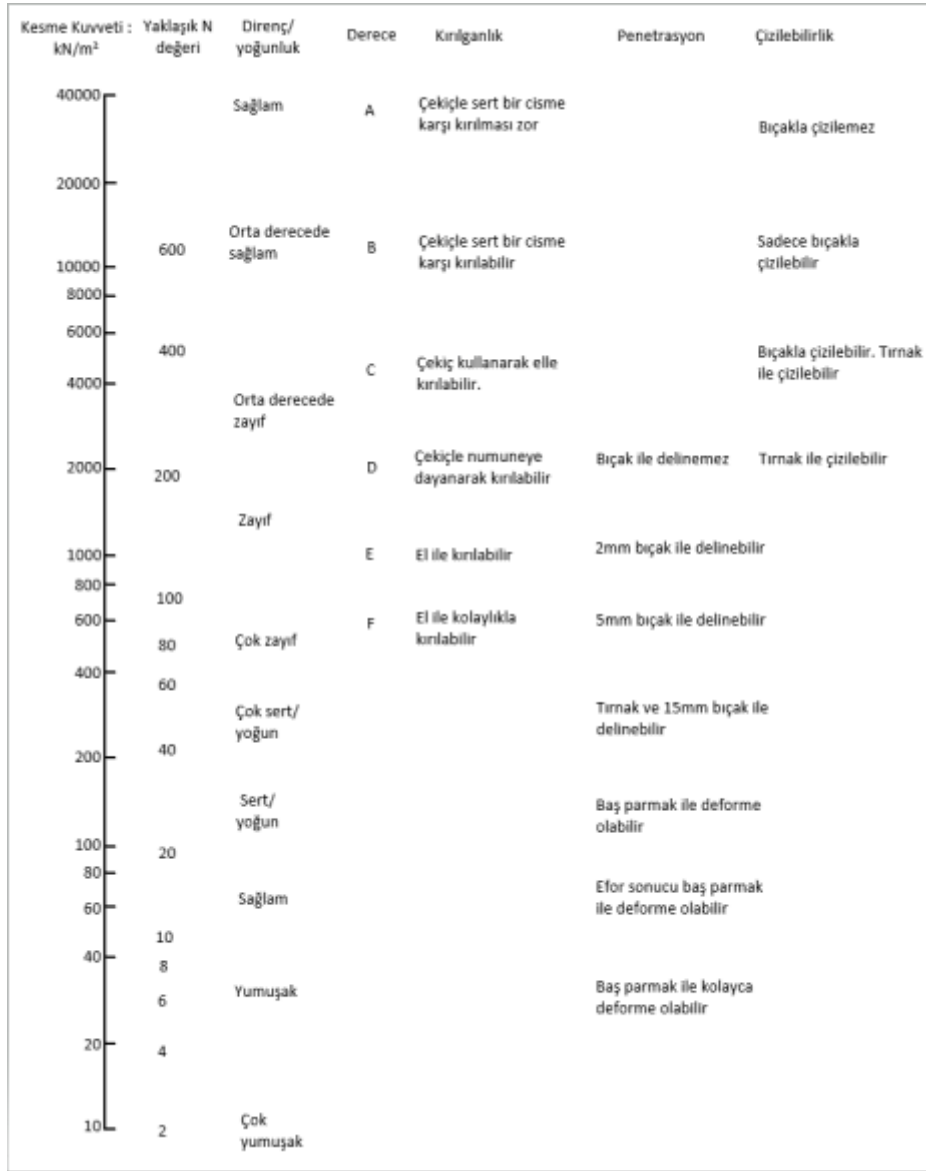 Kesme Kuvveti : Yaklaşık N Direnç/ Derece Kırılganlık Penetrasyon Çizilebirlik
kN/m² değeri yoğunluk
40000 Sağlam A Çekiçle sert bir cisme
karşı kırılması zor Bıçakla çizilemez
20000
Orta derecede
sağlam 600 B Çekiçle sert bir cisme Sadece bıçakla
karşı kırılabilir çizilebilir
10000
8000
6000
400 Bıçakla çizilebilir. Tırnak
ile çizilebilir
C Çekiç kullanarak elle
kırılabilir.
4000
Orta derecede
zayıf
2000 200 D Çekiçle numuneye Bıçak ile delinemez Tırnak ile çizilebilir
dayanarak kırılabilir
Zayıf
1000 E El ile kırılabilir 2mm bıçak ile delinebilir
800
100
600 F El ile kolaylıkla 5mm bıçak ile delinebilir
kırılabilir
80 Çok zayıf
400
60
Çok sert/ Tırnak ve 15mm bıçak ile
yoğun delinebilir
200 40
Sert/ Baş parmak ile deforme
yoğun olabilir
100 20
80
Sağlam Efor sonucu baş parmak
60 ile deforme olabilir
10
40 8
6 Yumuşak Baş parmak ile kolayca
deforme olabilir
20 4
10 2 Çok
yumuşak